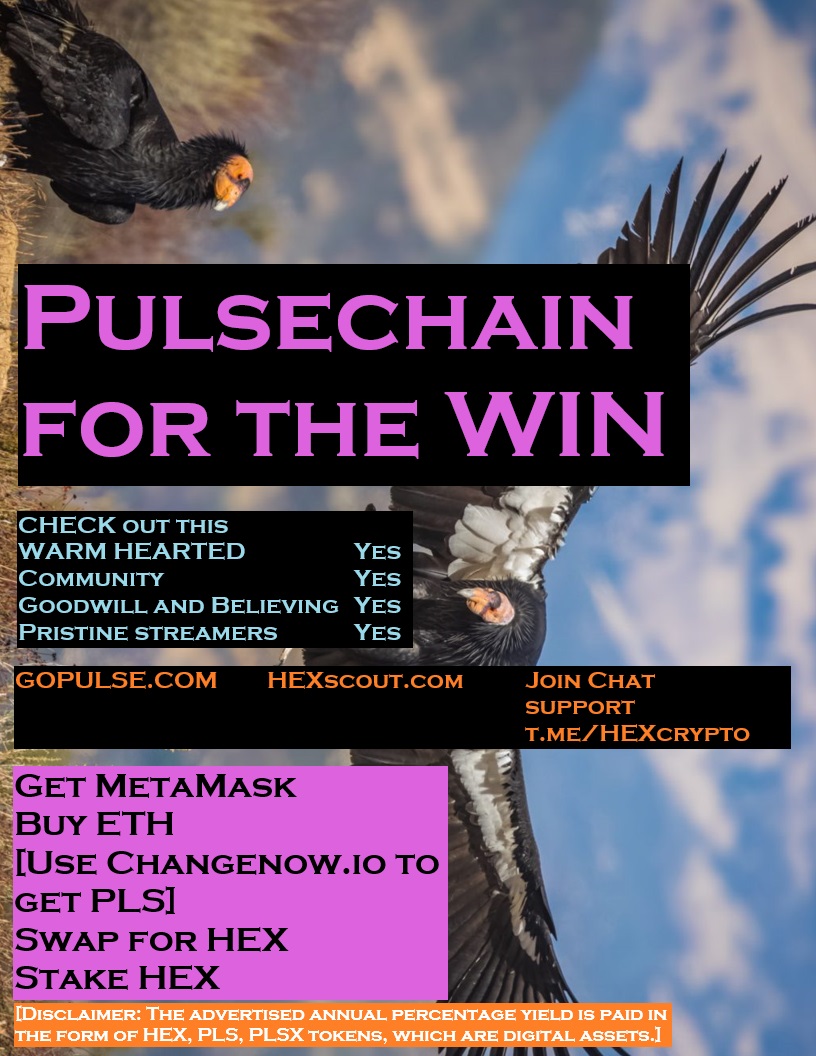 Pulsechain
for the WIN
CHECK out this
WARM HEARTED Yes
Community Yes
Goodwill and Believing Yes
Pristine streamers Yes
GOPULSE.COM HEXscout.com Join Chat
support
t.me/HEXcrypto
Get MetaMask
Buy ETH
[Use Changenow.io to
get PLS]
Swap for HEX
Stake HEX
[Disclaimer: The advertised annual percentage yield is paid in
the form of HEX, PLS, PLSX tokens, which are digital assets.]